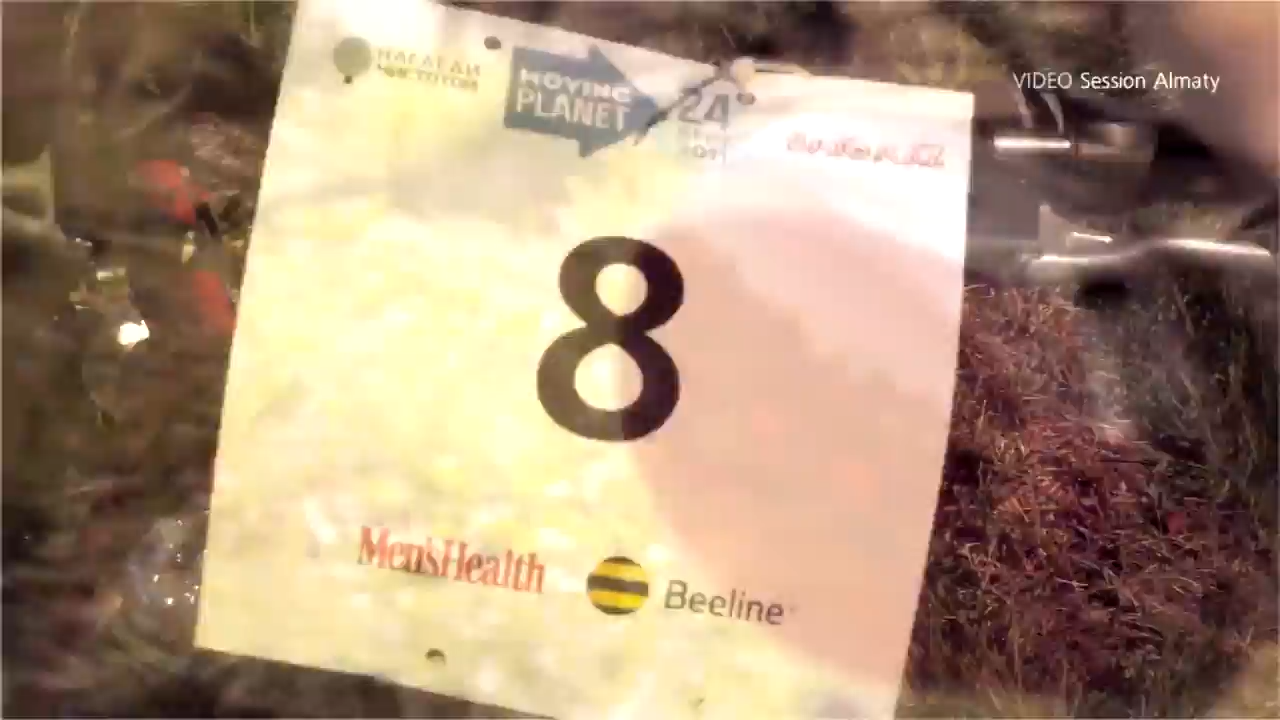 VIDEO Session Almaty
MOVING
PLANET
24
8
Men'sHealth
Beeline